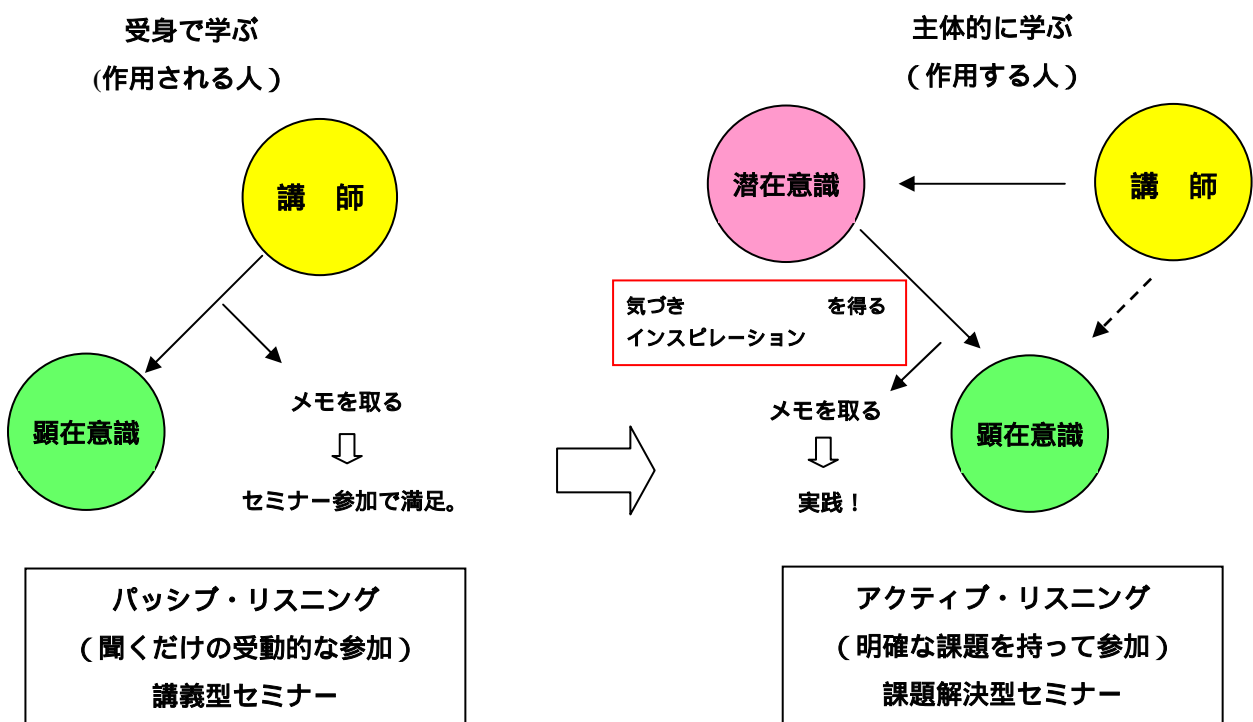 受身で学ぶ
(作用される人）
講　師
顕在意識
メモを取る
セミナー参加で満足。
パッシブ・リスニング
（聞くだけの受動的な参加）
講義型セミナー
主体的に学ぶ
（作用する人）
潜在意識
講　師
気づき　　　　　　　を得る
インスピレーション
メモを取る
顕在意識
実践！
アクティブ・リスニング
（明確な課題を持って参加）
課題解決型セミナー